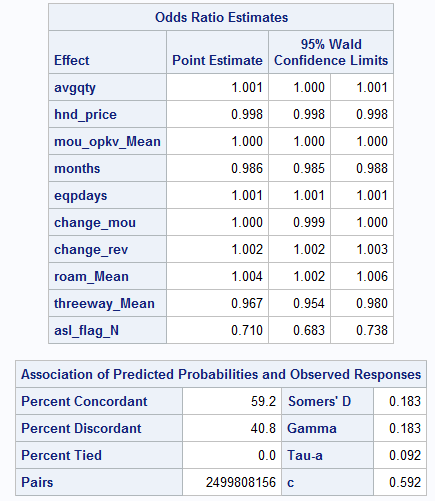 Odds Ratio Estimates
Effect Point Estimate 95% Wald Confidence Limits
avgqty 1.001 1.000 1.001
hnd_price 0.998 0.998 0.998
mou_opkv_Mean 1.000 1.000 1.000
months 0.986 0.985 0.988
eqpdays 1.001 1.001 1.001
change_mou 1.000 0.999 1.000
change_rev 1.002 1.002 1.003
roam_Mean 1.004 1.002 1.006
threeway_Mean 0.967 0.954 0.980
asl_flag_N 0.710 0.683 0.738
Association of Predicted Probabilities and Observed Responses
Percent Concordant 59.2 Somers' D 0.183
Percent Discordant 40.8 Gamma 0.183
Percent Tied 0.0 Tau-a 0.092
Pairs 2499808156 c 0.592